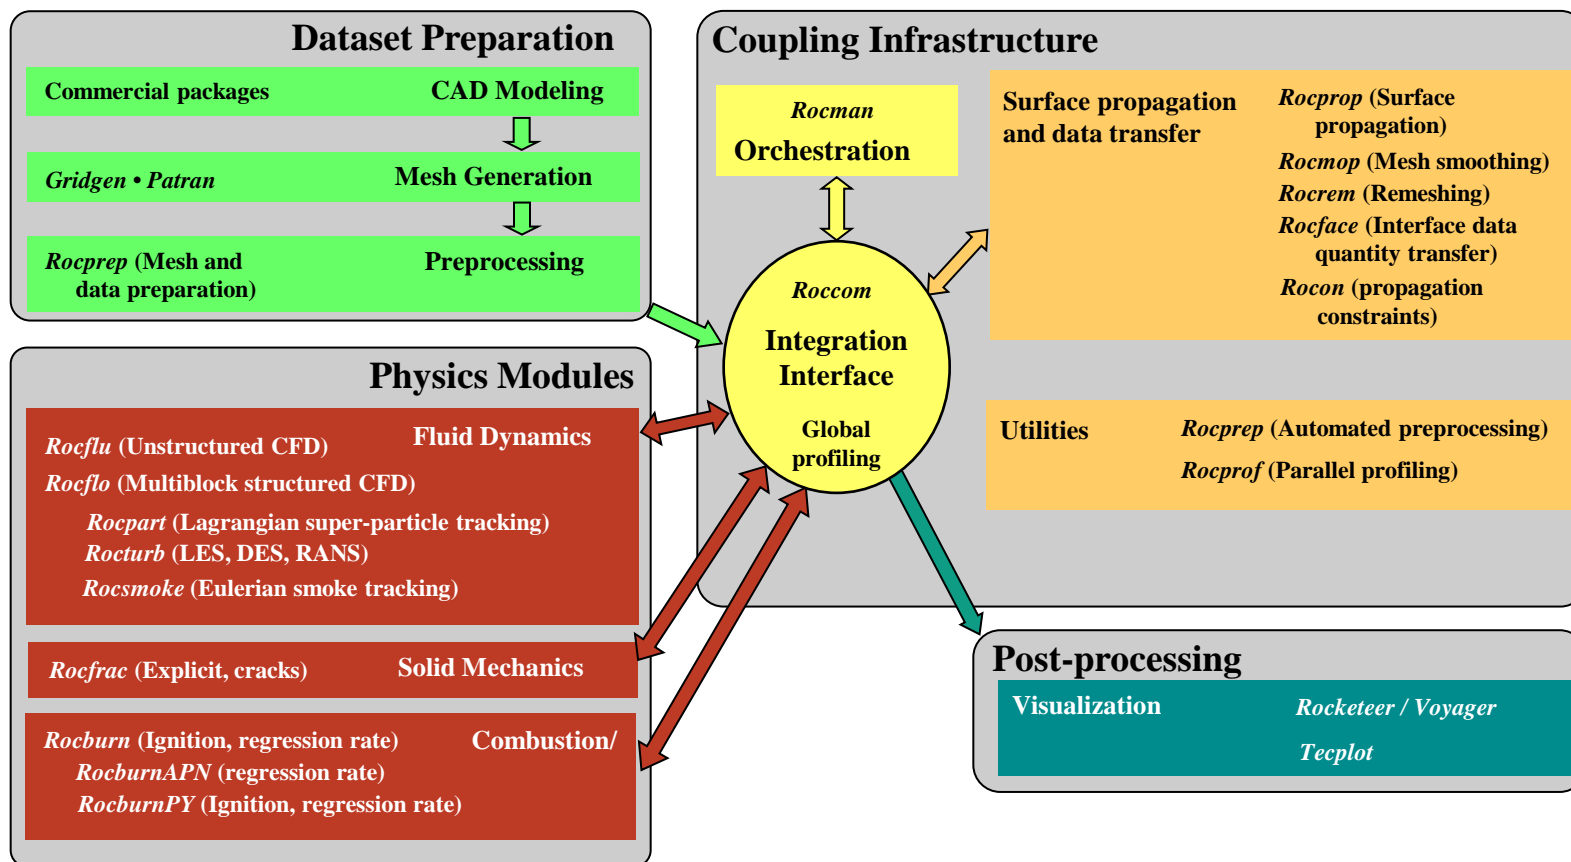 Dataset Preparation
Commercial packages CAD Modeling
Gridgen • Patran Mesh Generation
Rocprep (Mesh and Preprocessing
data preparation)
Physics Modules
Fluid Dynamics
Rocflu (Unstructured CFD)
Rocflo (Multiblock structured CFD)
Rocpart (Lagrangian super-particle tracking)
Rocturb (LES, DES, RANS)
Rocsmoke (Eulerian smoke tracking)
Rocfrac (Explicit, cracks) Solid Mechanics
Rocburn (Ignition, regression rate) Combustion/
RocburnAPN (regression rate)
RocburnPY (Ignition, regression rate)
Coupling Infrastructure
Rocman
Orchestration
Roccom
Integration
Interface
Global
profiling
Surface propagation
and data transfer
Rocprop (Surface
propagation)
Rocmop (Mesh smoothing)
Rocrem (Remeshing)
Rocface (Interface data
quantity transfer)
Rocon (propagation
constraints)
Utilities
Rocprep (Automated preprocessing)
Rocprof (Parallel profiling)
Post-processing
Visualization
Rocketeer / Voyager
Tecplot